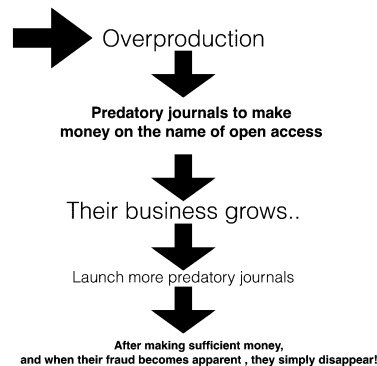 Overproduction
Predatory journals to make
money on the name of open access
Their business grows..
Launch more predatory journals
After making sufficient money,
and when their fraud becomes apparent , they simply disappear!